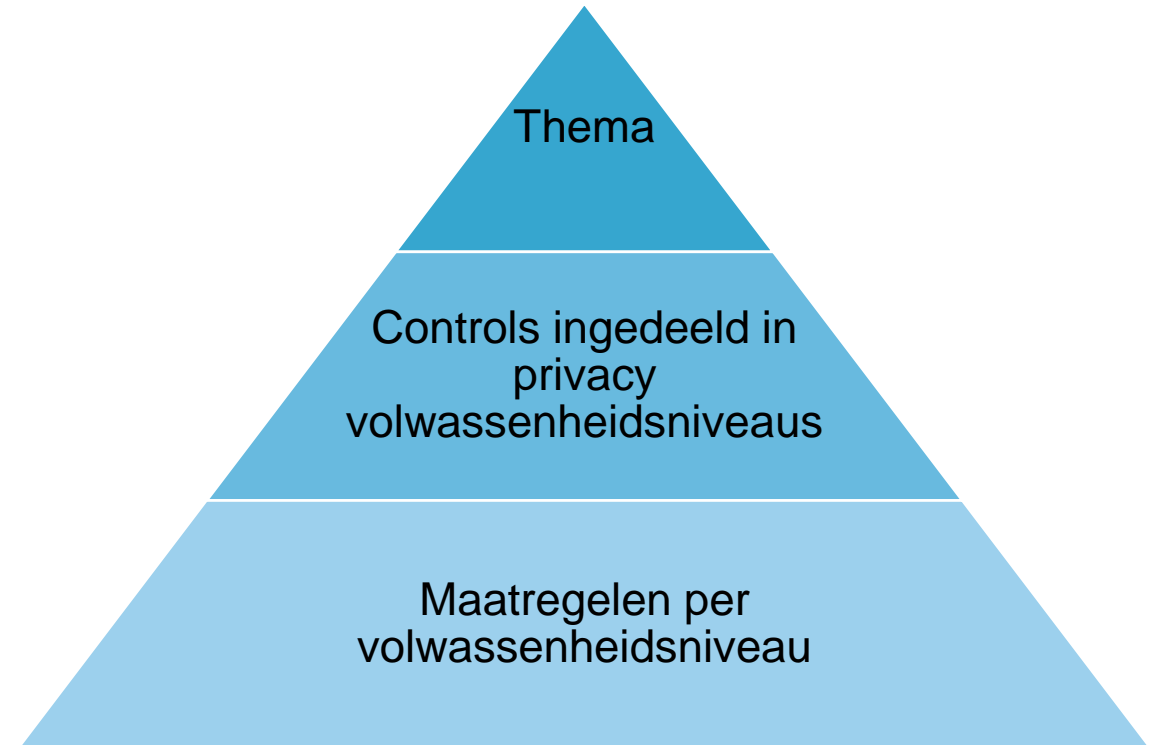 Thema
Controls ingedeeld in
privacy
volwassenheidsniveaus
Maatregelen per
volwassenheidsniveau